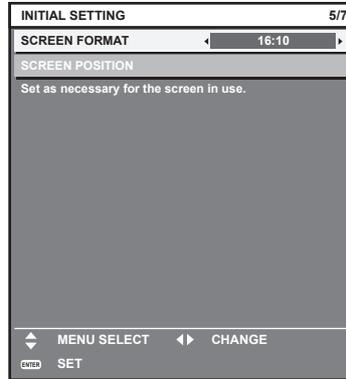 INITIAL SETTING 5/7
SCREEN FORMAT 16:10
SCREEN POSITION
Set as necessary for the screen in use.
MENU SELECT CHANGE
ENTER SET